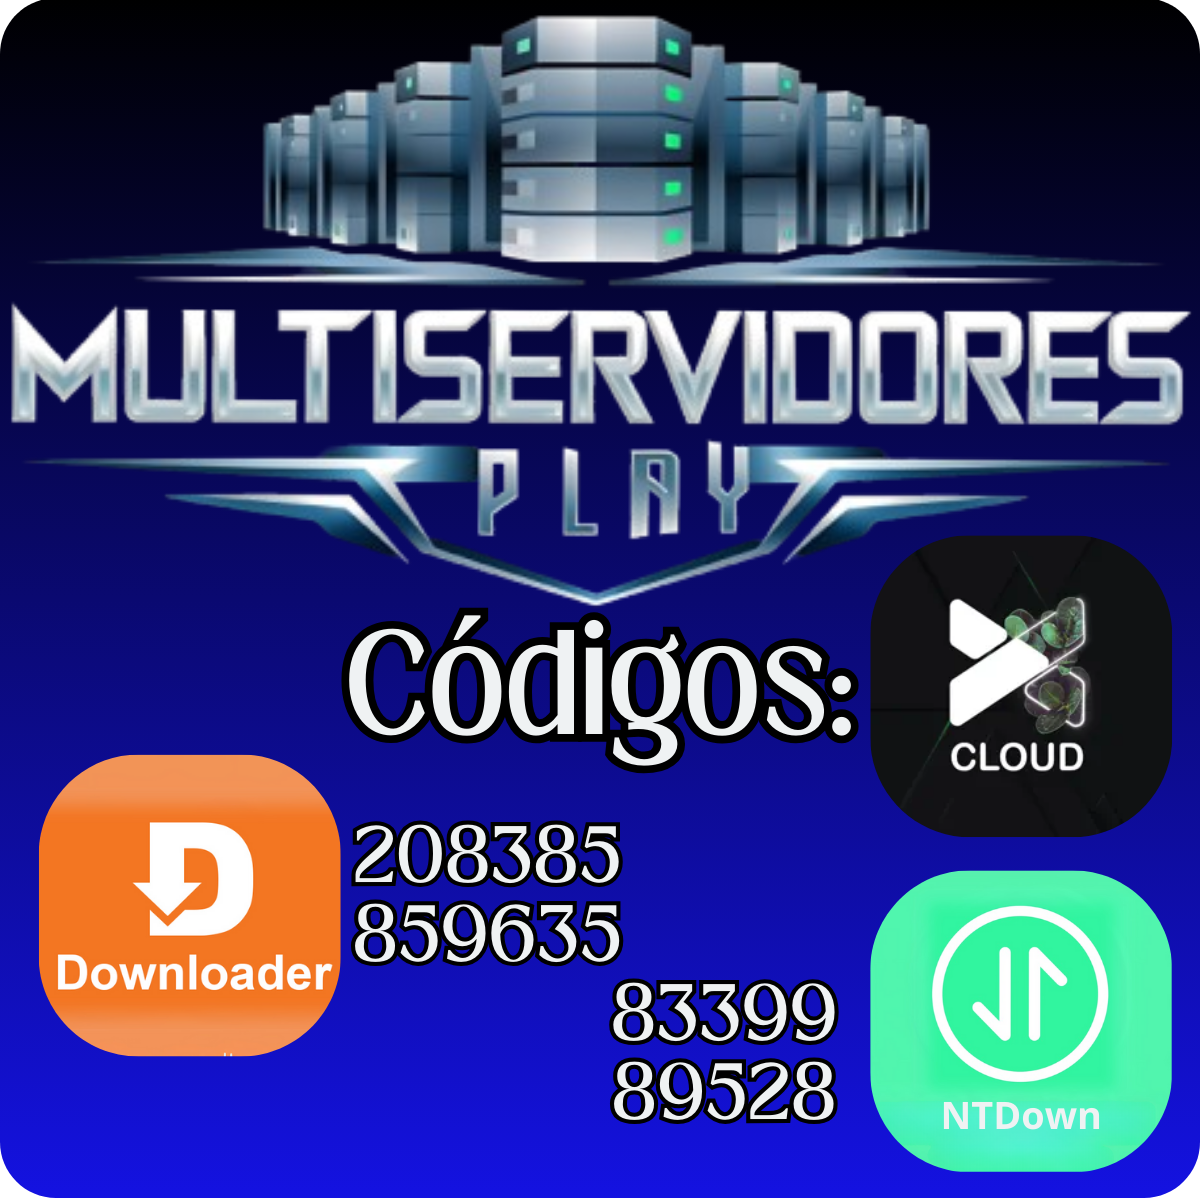 MULTISERVIDORES
PLAY
Códigos:
CLOUD
Downloader
208385
859635
83399
89528
NTDown